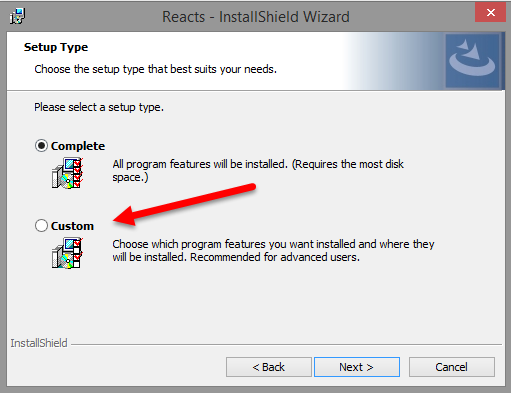 Reacts - InstallShield Wizard
Setup Type
Choose the setup type that best suits your needs.
Please select a setup type.
Complete
All program features will be installed. (Requires the most disk
space.)
Custom
Choose which program features you want installed and where they
will be installed. Recommended for advanced users.
InstallShield
< Back
Next >
Cancel